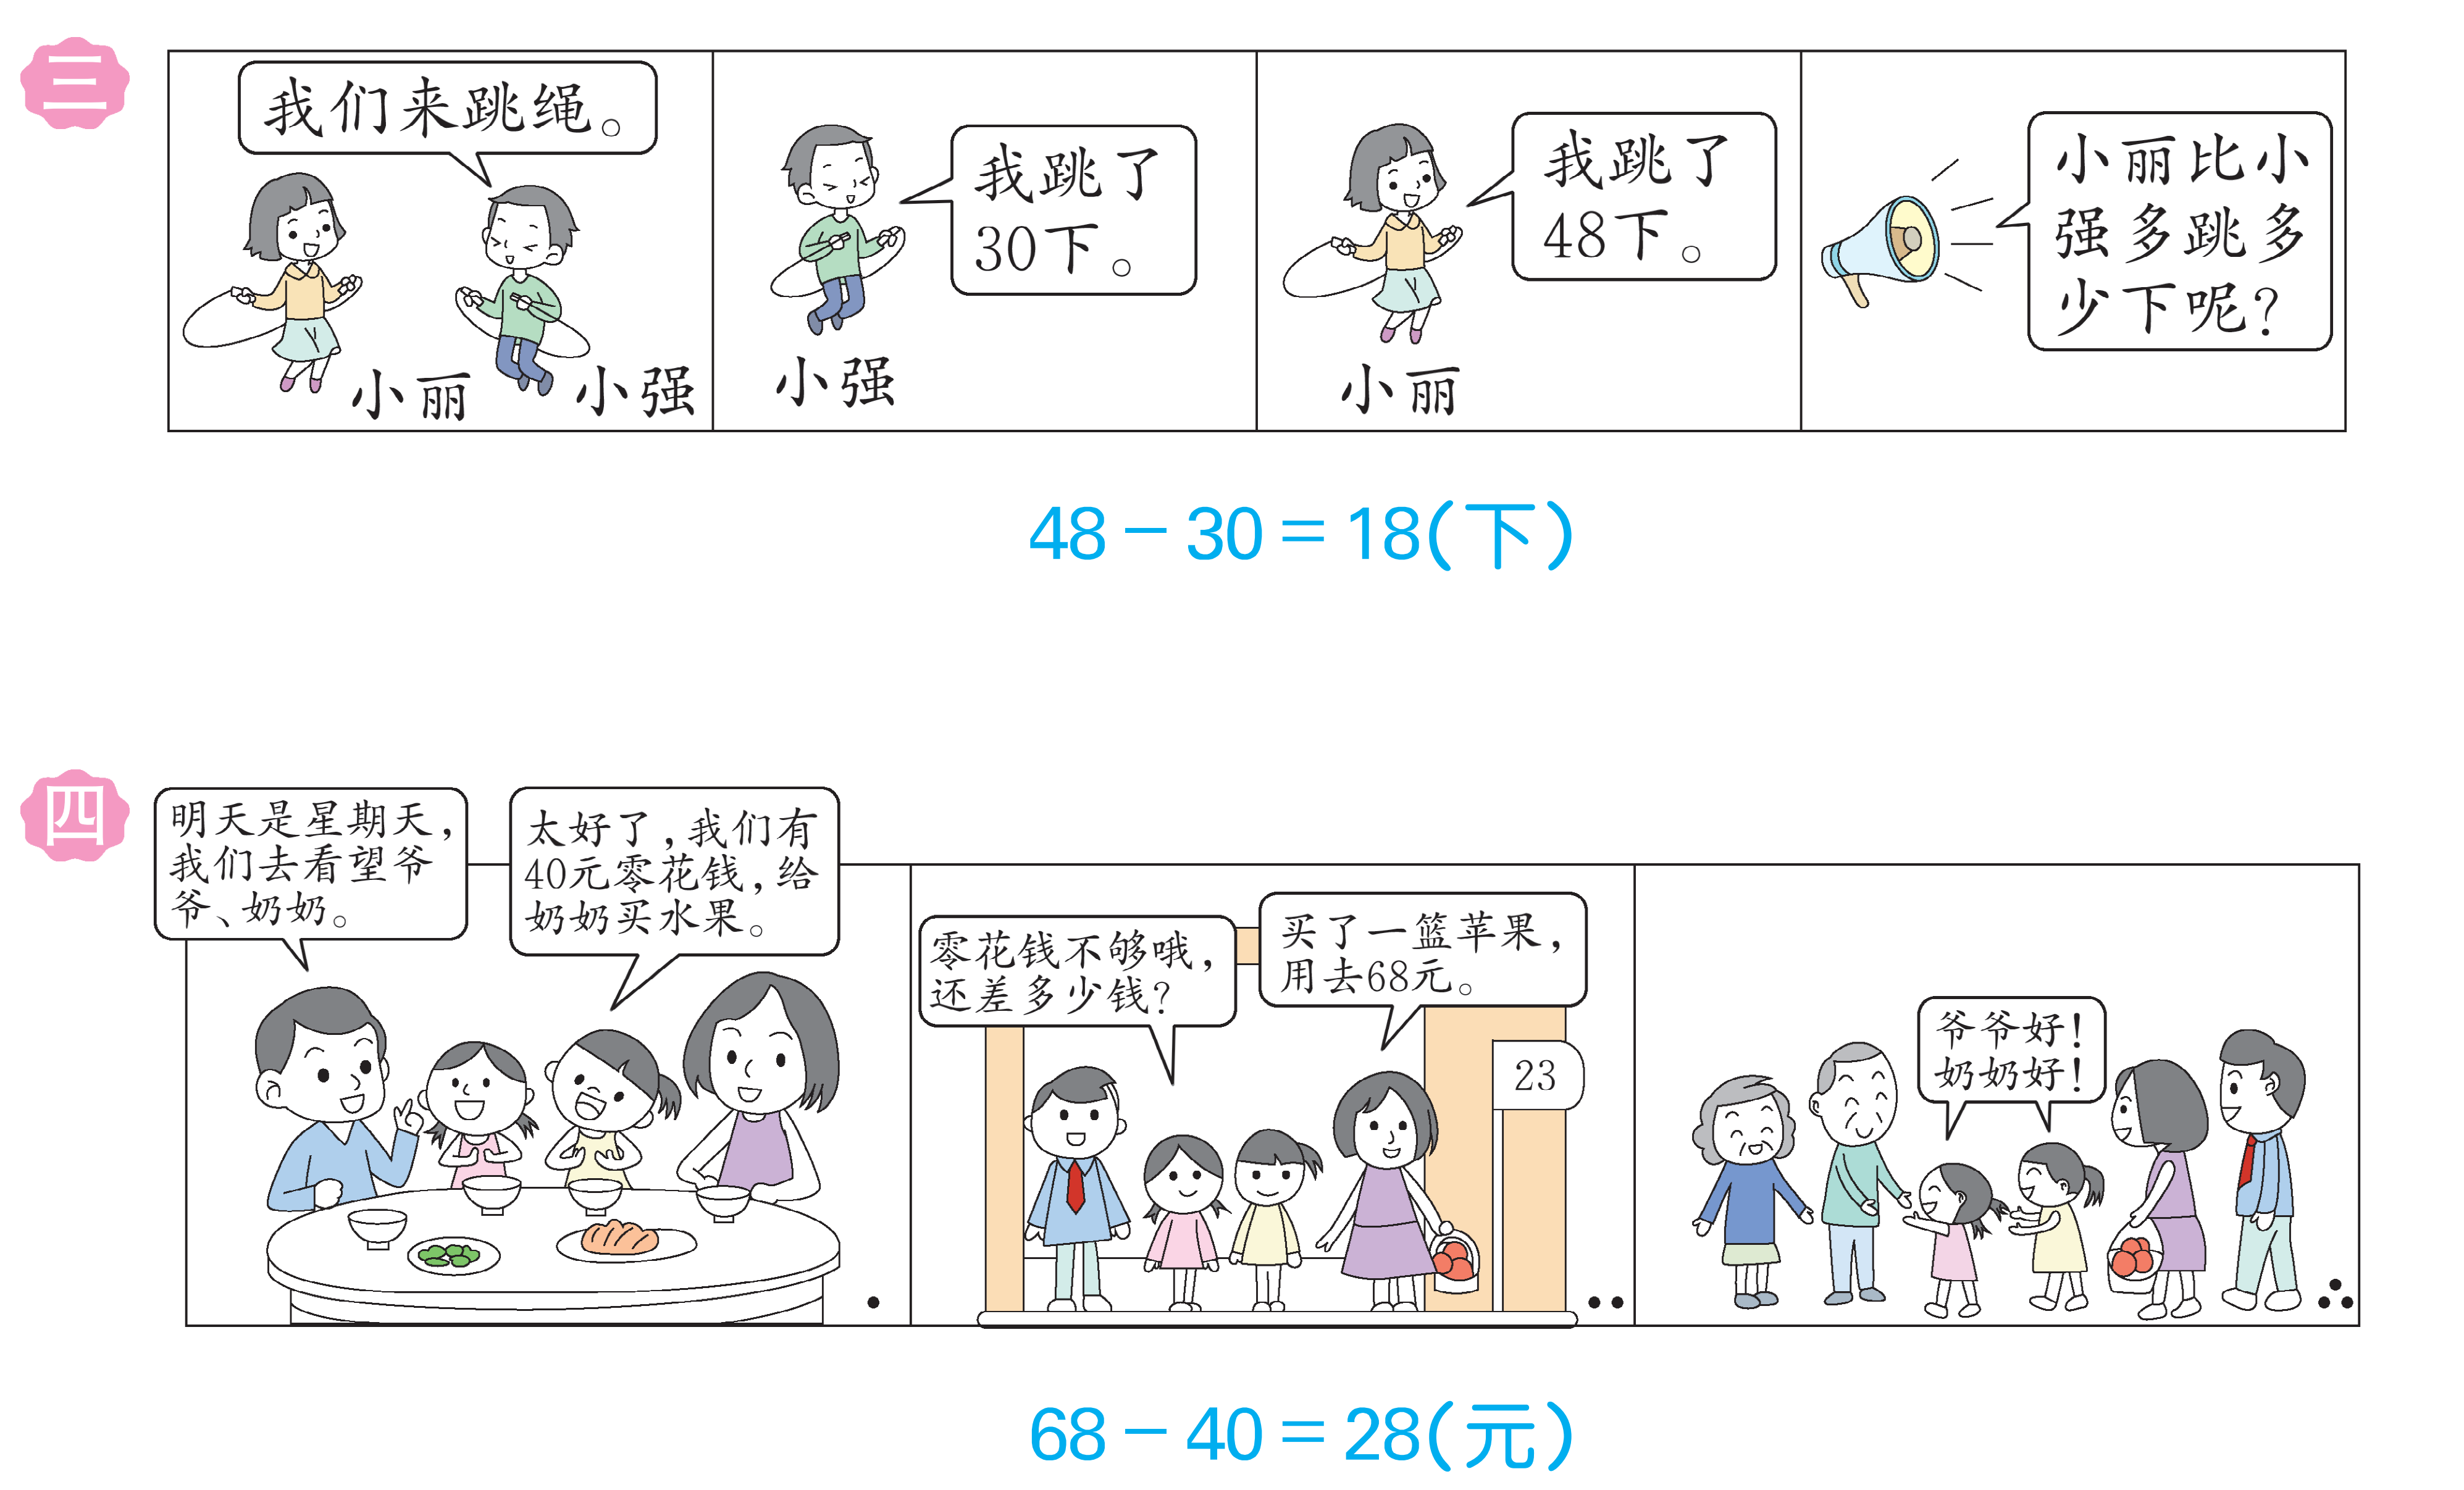 三
我们来跳绳。
小丽
小强
我跳了
30下。
小强
我跳了
48下。
小丽
小丽比小
强多跳多
少下呢?
48－30＝18(下)
四
明天是星期天,
我们去看望爷
爷、奶奶。
太好了,我们有
40元零花钱,给
奶奶买水果。
零花钱不够哦,
还差多少钱?
买了一篮苹果,
用去68元。
23
爷爷好!
奶奶好!
68－40＝28(元)